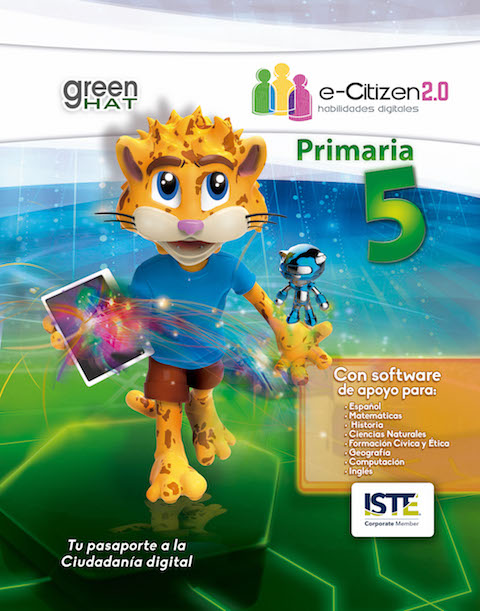 green
HAT
e-Citizen2.0
habilidades digitales
Primaria
5
Con software
de apoyo para:
· Español
· Matemáticas
· Historia
· Ciencias Naturales
· Formación Cívica y Ética
· Geografía
· Computación
· Inglés
ISTE
Corporate Member
Tu pasaporte a la
Ciudadanía digital